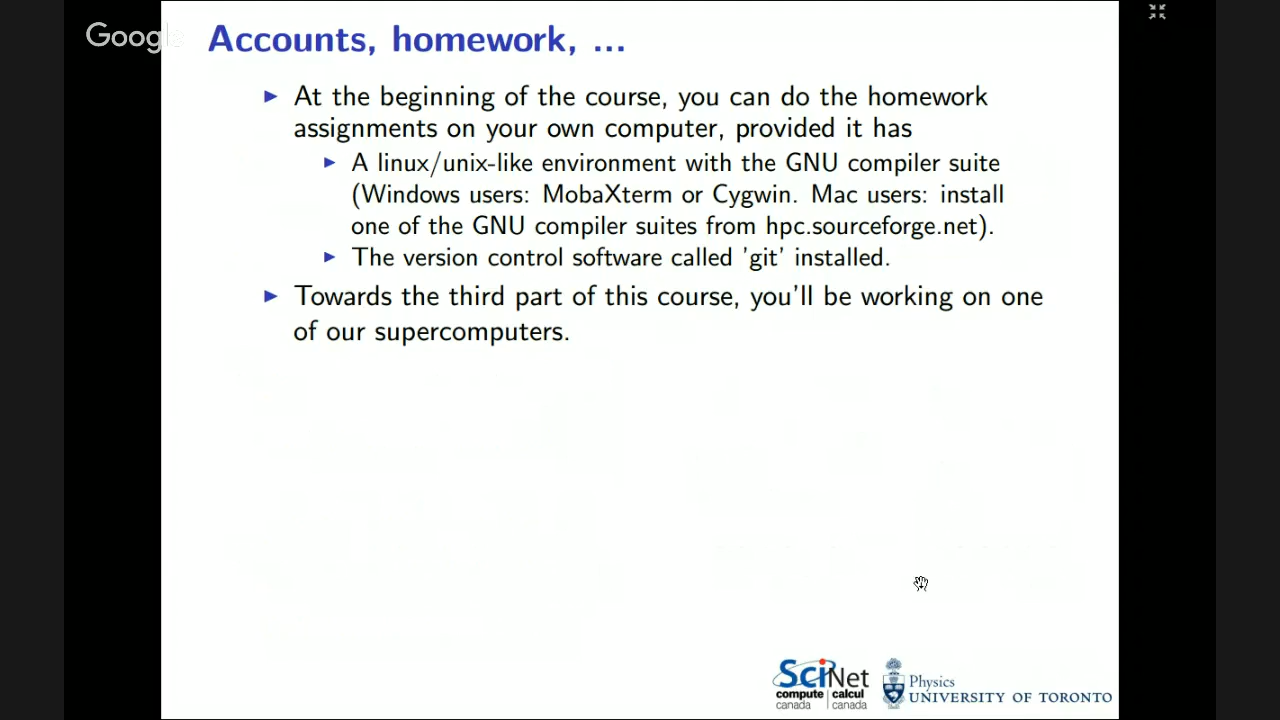 Google
Accounts, homework, ...
At the beginning of the course, you can do the homework
assignments on your own computer, provided it has
A linux/unix-like environment with the GNU compiler suite
(Windows users: MobaXterm or Cygwin. Mac users: install
one of the GNU compiler suites from hpc.sourceforge.net).
The version control software called 'git' installed.
Towards the third part of this course, you'll be working on one
of our supercomputers.
SciNet
compute | calcul
canada | canada
Physics
UNIVERSITY OF TORONTO